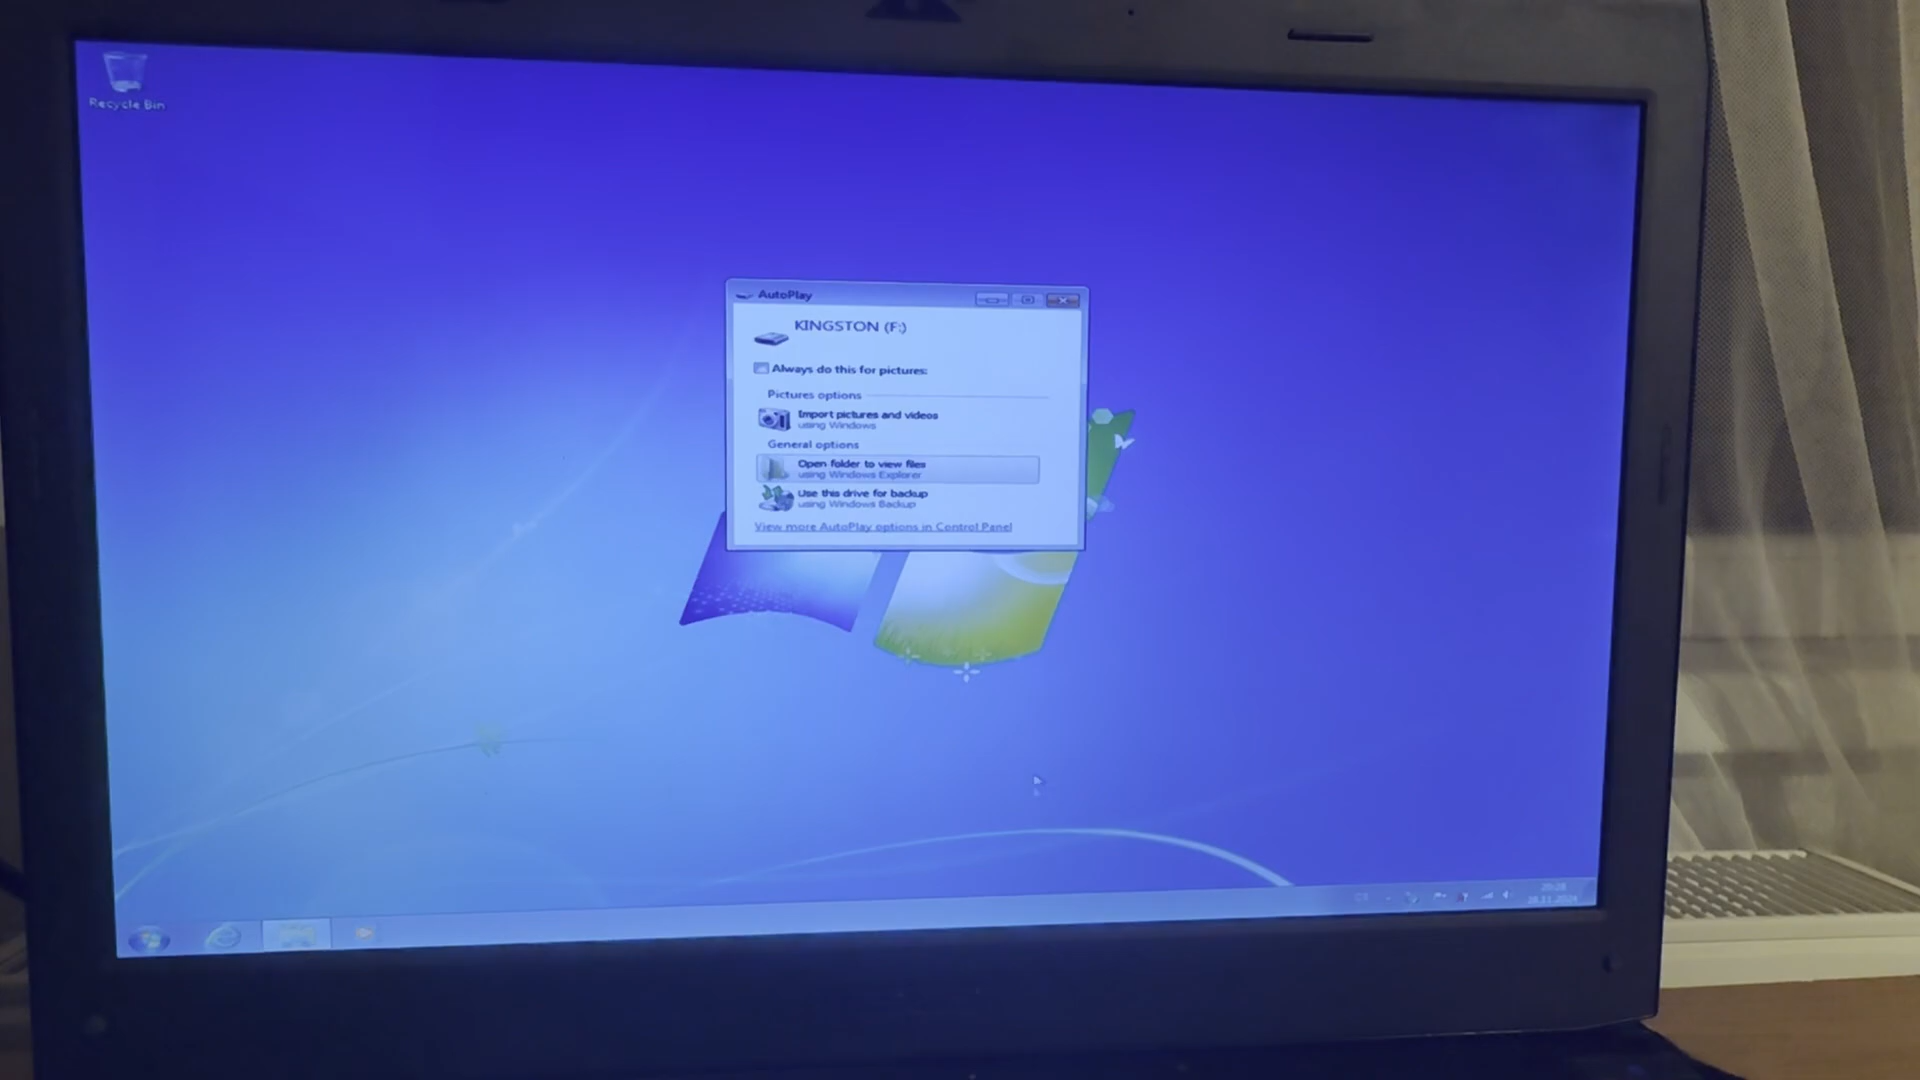 Recycle Bin
AutoPlay
KINGSTON (F:)
Always do this for pictures:
Pictures options
Import pictures and videos
using Windows
General options
Open folder to view files
using Windows Explorer
Use this drive for backup
using Windows Backup
View more AutoPlay options in Control Panel
20:28